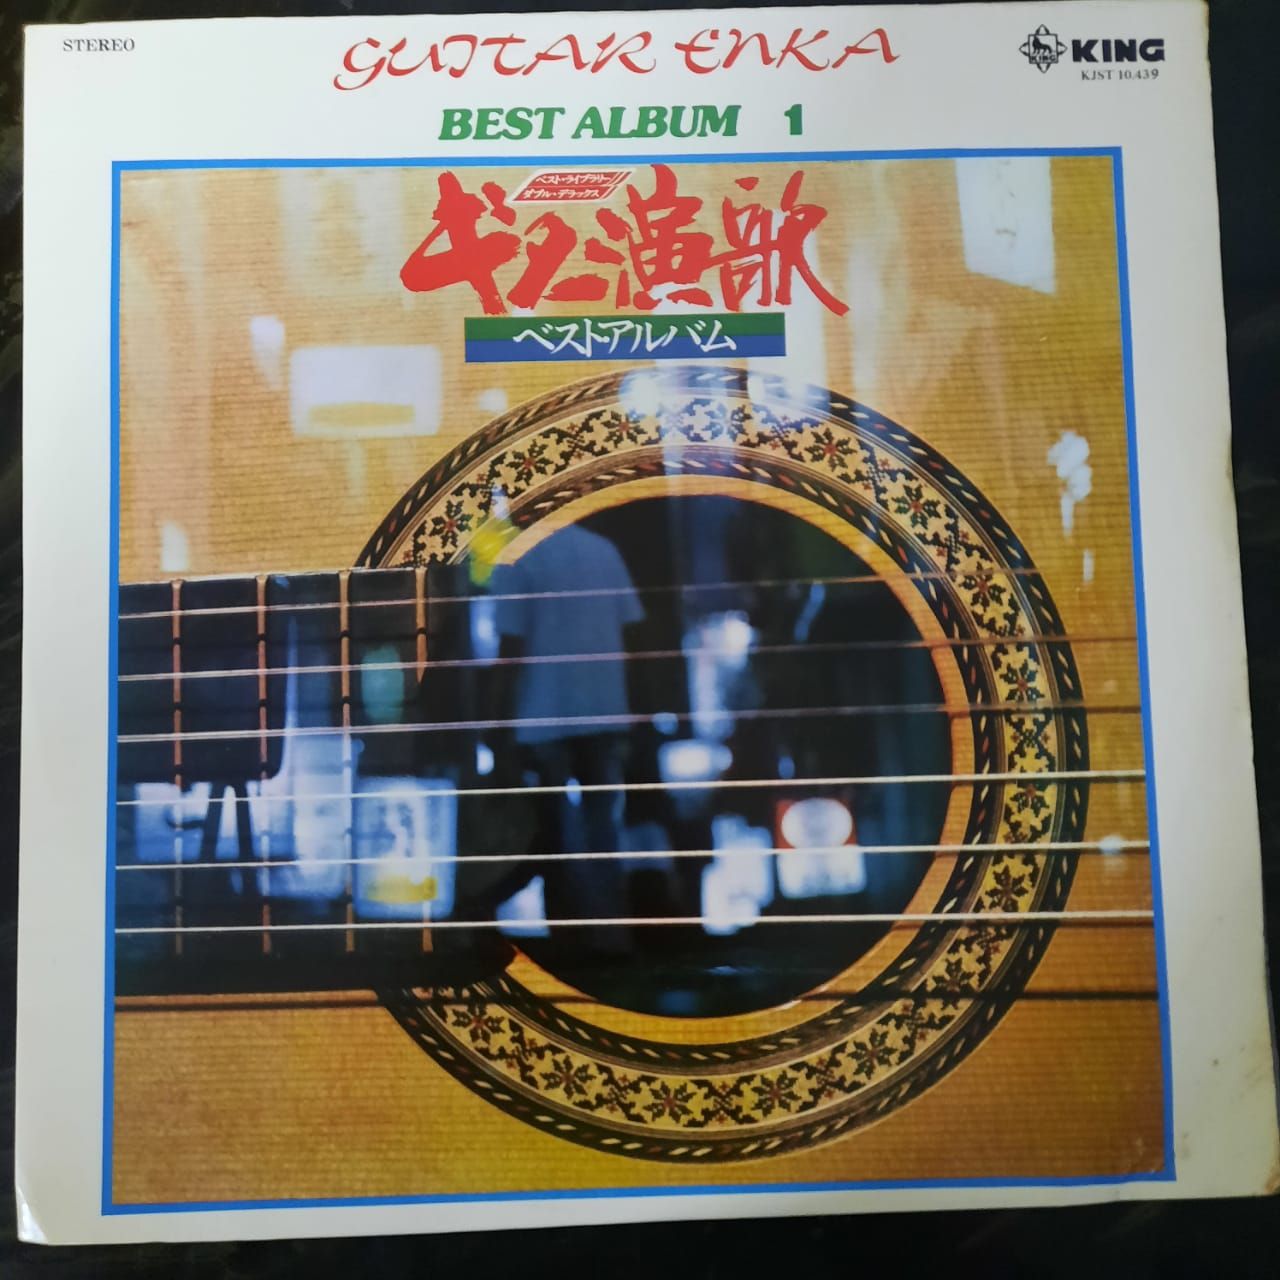 STEREO
GUITAR ENKA
KING
KING
KJST 10,439
BEST ALBUM 1
ベスト・ライブラリー
ダブル・デラックス
ギター演歌
ベスト・アルバム